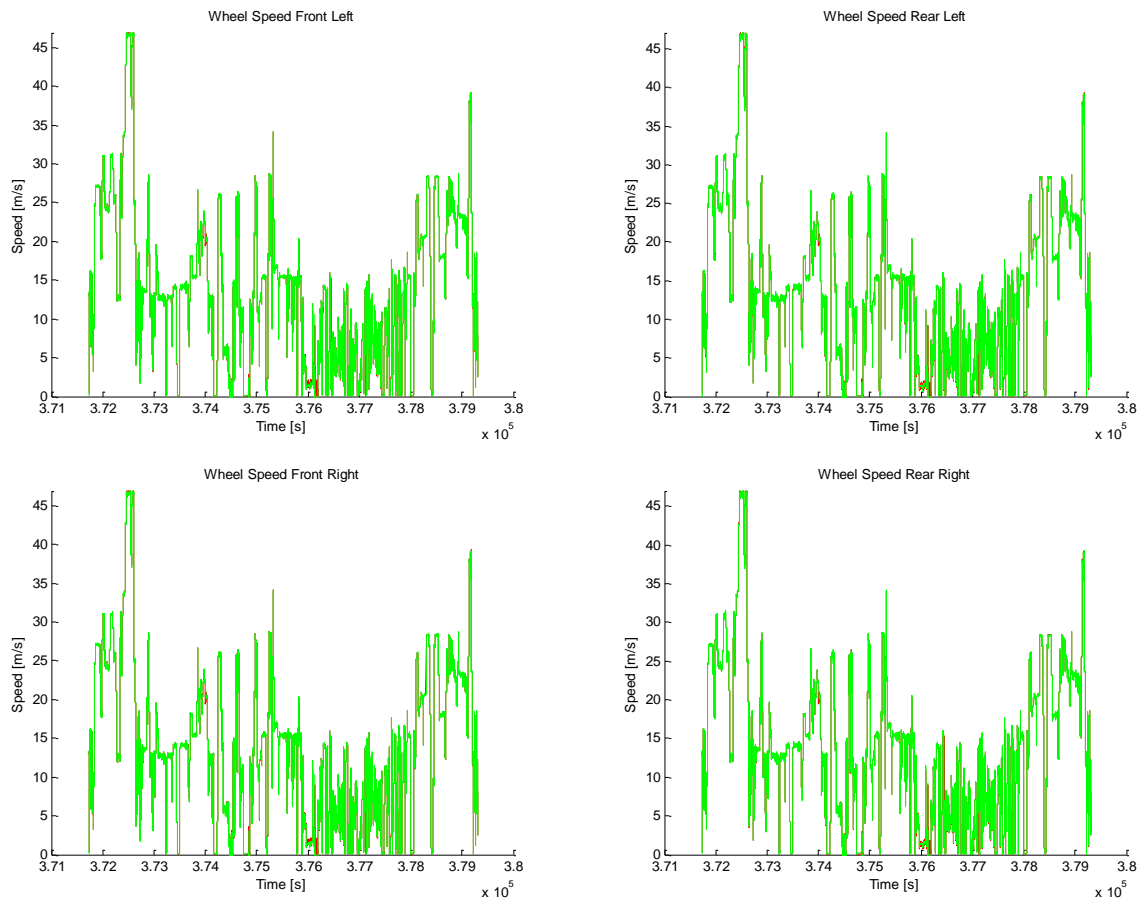 Wheel Speed Front Left
45
40
35
30
25
20
15
10
5
0
Speed [m/s]
3.71 3.72 3.73 3.74 3.75 3.76 3.77 3.78 3.79 3.8
Time [s]
x 10^5
Wheel Speed Rear Left
45
40
35
30
25
20
15
10
5
0
Speed [m/s]
3.71 3.72 3.73 3.74 3.75 3.76 3.77 3.78 3.79 3.8
Time [s]
x 10^5
Wheel Speed Front Right
45
40
35
30
25
20
15
10
5
0
Speed [m/s]
3.71 3.72 3.73 3.74 3.75 3.76 3.77 3.78 3.79 3.8
Time [s]
x 10^5
Wheel Speed Rear Right
45
40
35
30
25
20
15
10
5
0
Speed [m/s]
3.71 3.72 3.73 3.74 3.75 3.76 3.77 3.78 3.79 3.8
Time [s]
x 10^5